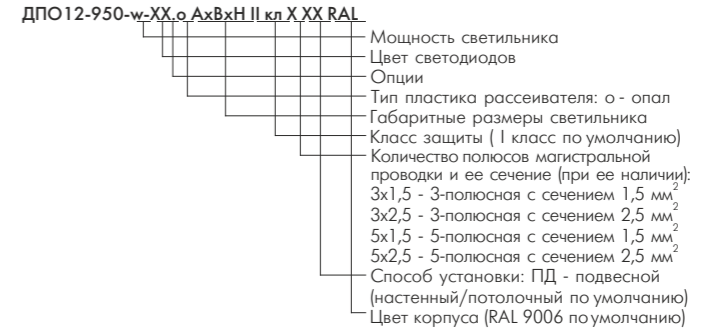 ДПО12-950-w-XX.o AxBxH II кл X XX RAL
Мощность светильника
Цвет светодиодов
Опции
Тип пластика рассеивателя: о - опал
Габаритные размеры светильника
Класс защиты ( I класс по умолчанию)
Количество полюсов магистральной
проводки и ее сечение (при ее наличии):
3х1,5 - 3-полюсная с сечением 1,5 мм²
3х2,5 - 3-полюсная с сечением 2,5 мм²
5х1,5 - 5-полюсная с сечением 1,5 мм²
5х2,5 - 5-полюсная с сечением 2,5 мм²
Способ установки: ПД - подвесной
(настенный/потолочный по умолчанию)
Цвет корпуса (RAL 9006 по умолчанию)